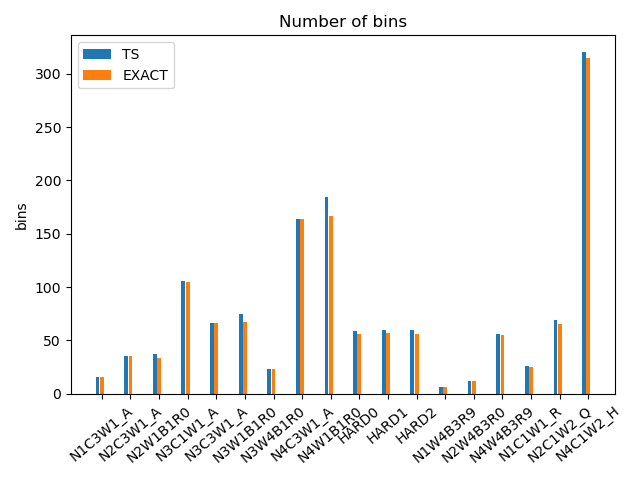 Number of bins
TS
EXACT
bins
300
250
200
150
100
50
0
N1C3W1_A
N2C3W1_A
N2W1B1R0
N3C1W1_A
N3C3W1_A
N3W1B1R0
N3W4B1R0
N4C3W1_A
N4W1B1R0
HARD0
HARD1
HARD2
N1W4B3R9
N2W4B3R0
N4W4B3R9
N1C1W1_R
N2C1W2_Q
N4C1W2_H